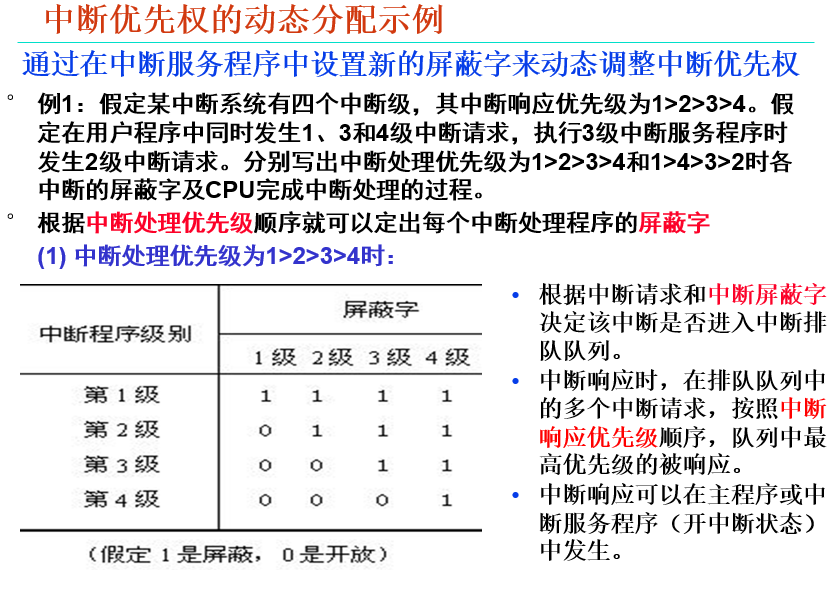 中断优先权的动态分配示例
通过在中断服务程序中设置新的屏蔽字来动态调整中断优先权
° 例1：假定某中断系统有四个中断级，其中断响应优先级为1>2>3>4。假
定在用户程序中同时发生1、3和4级中断请求，执行3级中断服务程序时
发生2级中断请求。分别写出中断处理优先级为1>2>3>4和1>4>3>2时各
中断的屏蔽字及CPU完成中断处理的过程。
° 根据中断处理优先级顺序就可以定出每个中断处理程序的屏蔽字
(1) 中断处理优先级为1>2>3>4时：
中断程序级别 屏蔽字
1 级 2 级 3 级 4 级
第 1 级 1 1 1 1
第 2 级 0 1 1 1
第 3 级 0 0 1 1
第 4 级 0 0 0 1
（假定 1 是屏蔽，0 是开放）
• 根据中断请求和中断屏蔽字
决定该中断是否进入中断排
队队列。
• 中断响应时，在排队队列中
的多个中断请求，按照中断
响应优先级顺序，队列中最
高优先级的被响应。
• 中断响应可以在主程序或中
断服务程序（开中断状态）
中发生。